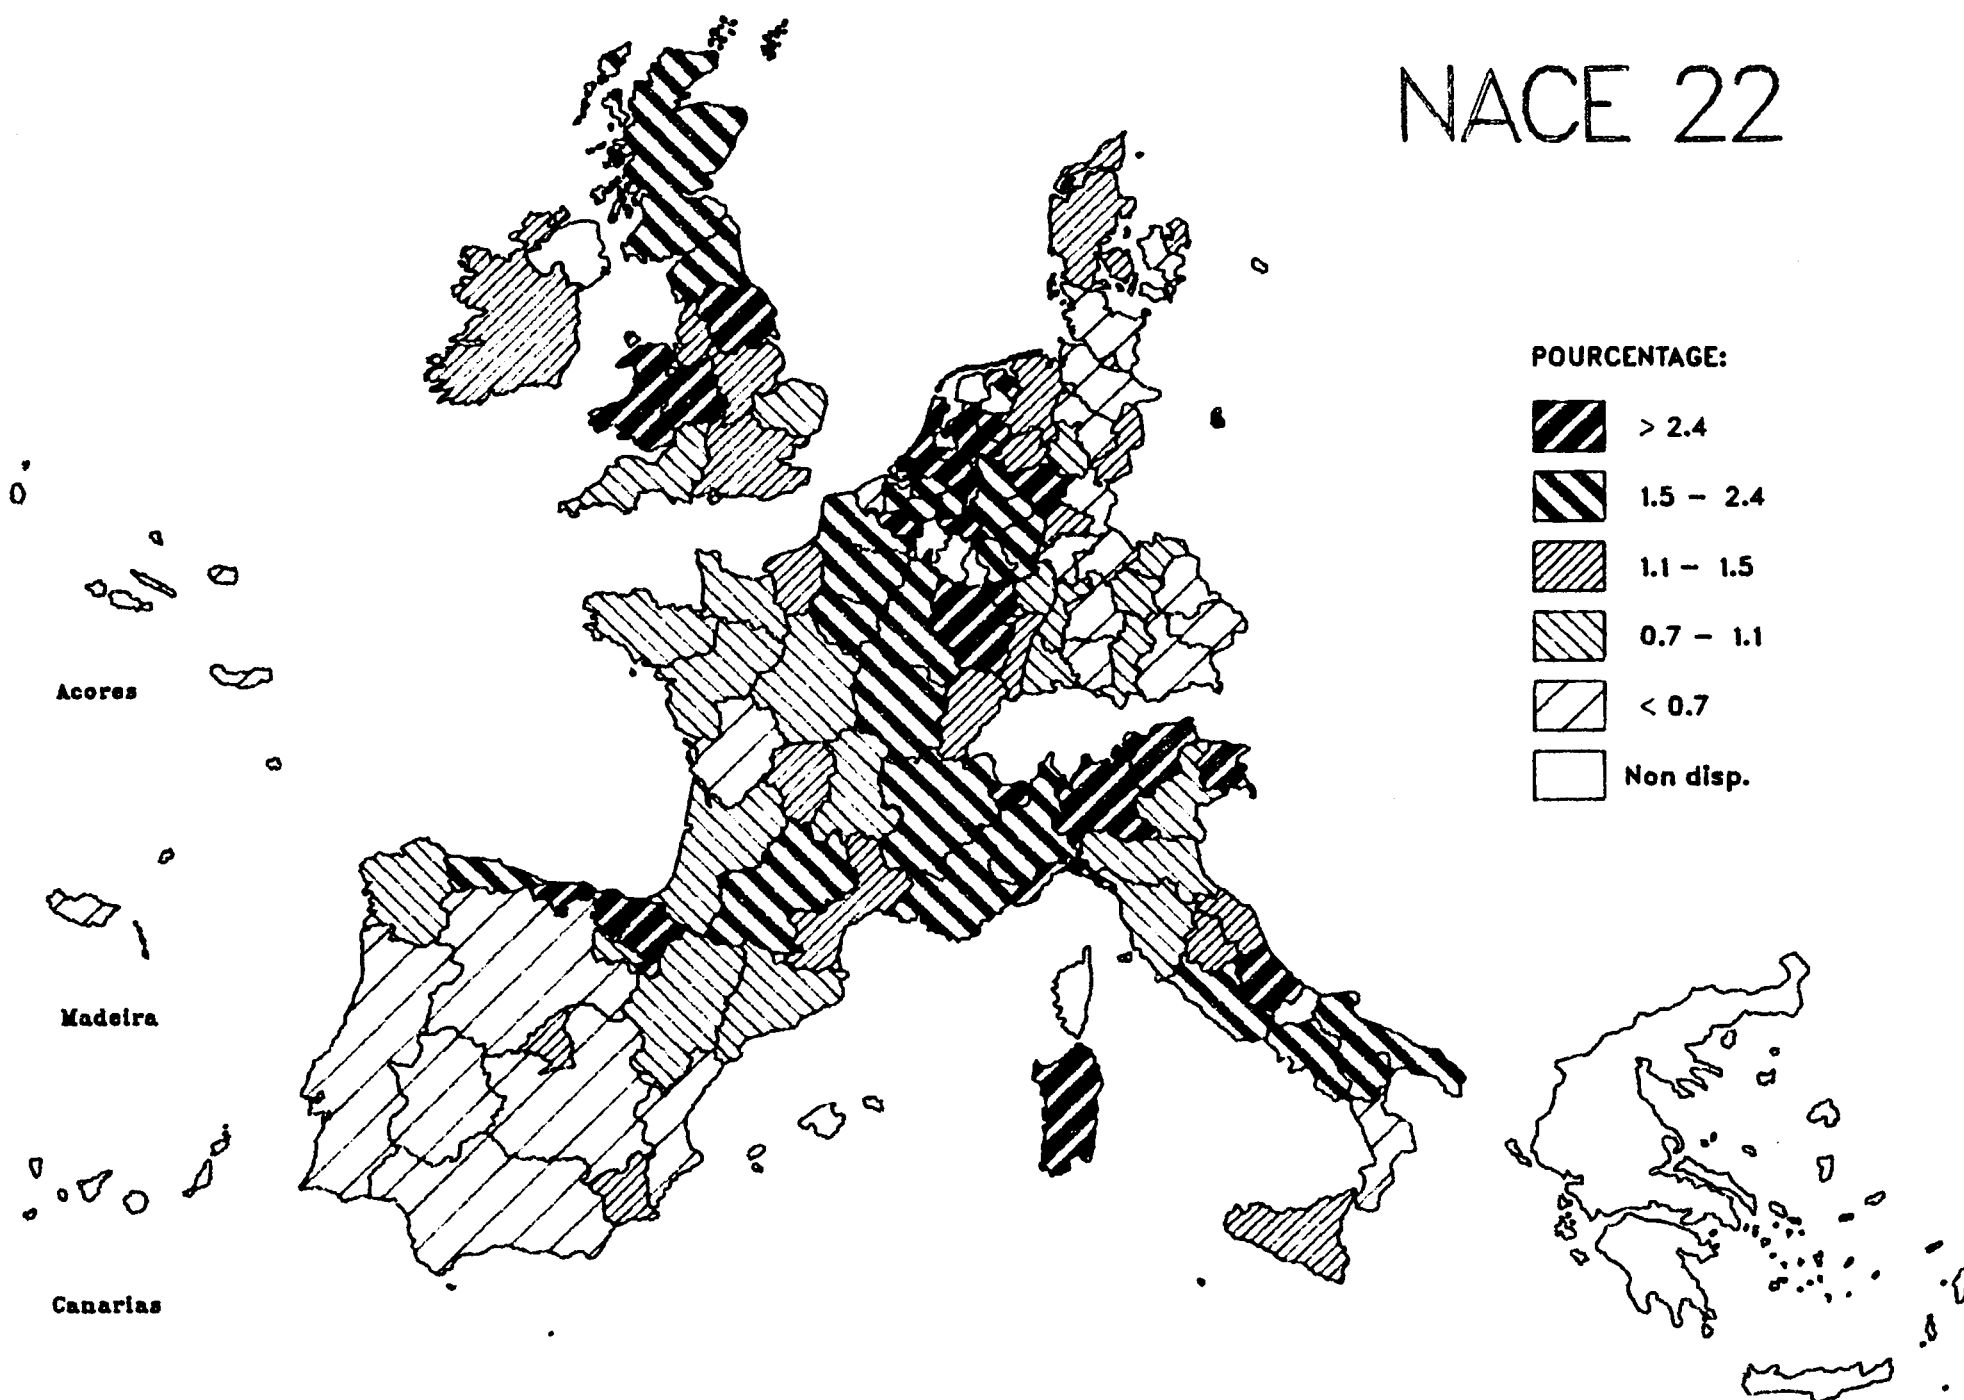 NACE 22
POURCENTAGE:
> 2.4
1.5 - 2.4
1.1 - 1.5
0.7 - 1.1
< 0.7
Non disp.
Acores
Madeira
Canarias